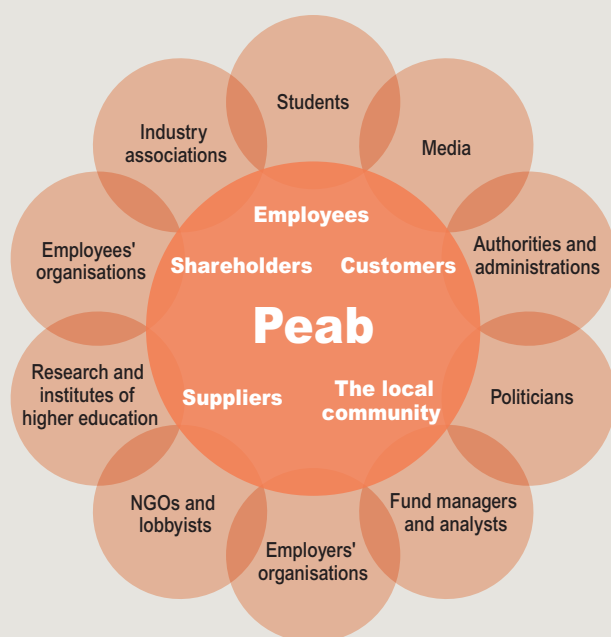 Students
Industry
associations
Media
Employees'
organisations
Employees
Authorities and
administrations
Shareholders
Customers
Peab
Research and
institutes of
higher education
Suppliers
The local
community
Politicians
NGOs and
lobbyists
Fund managers
and analysts
Employers'
organisations